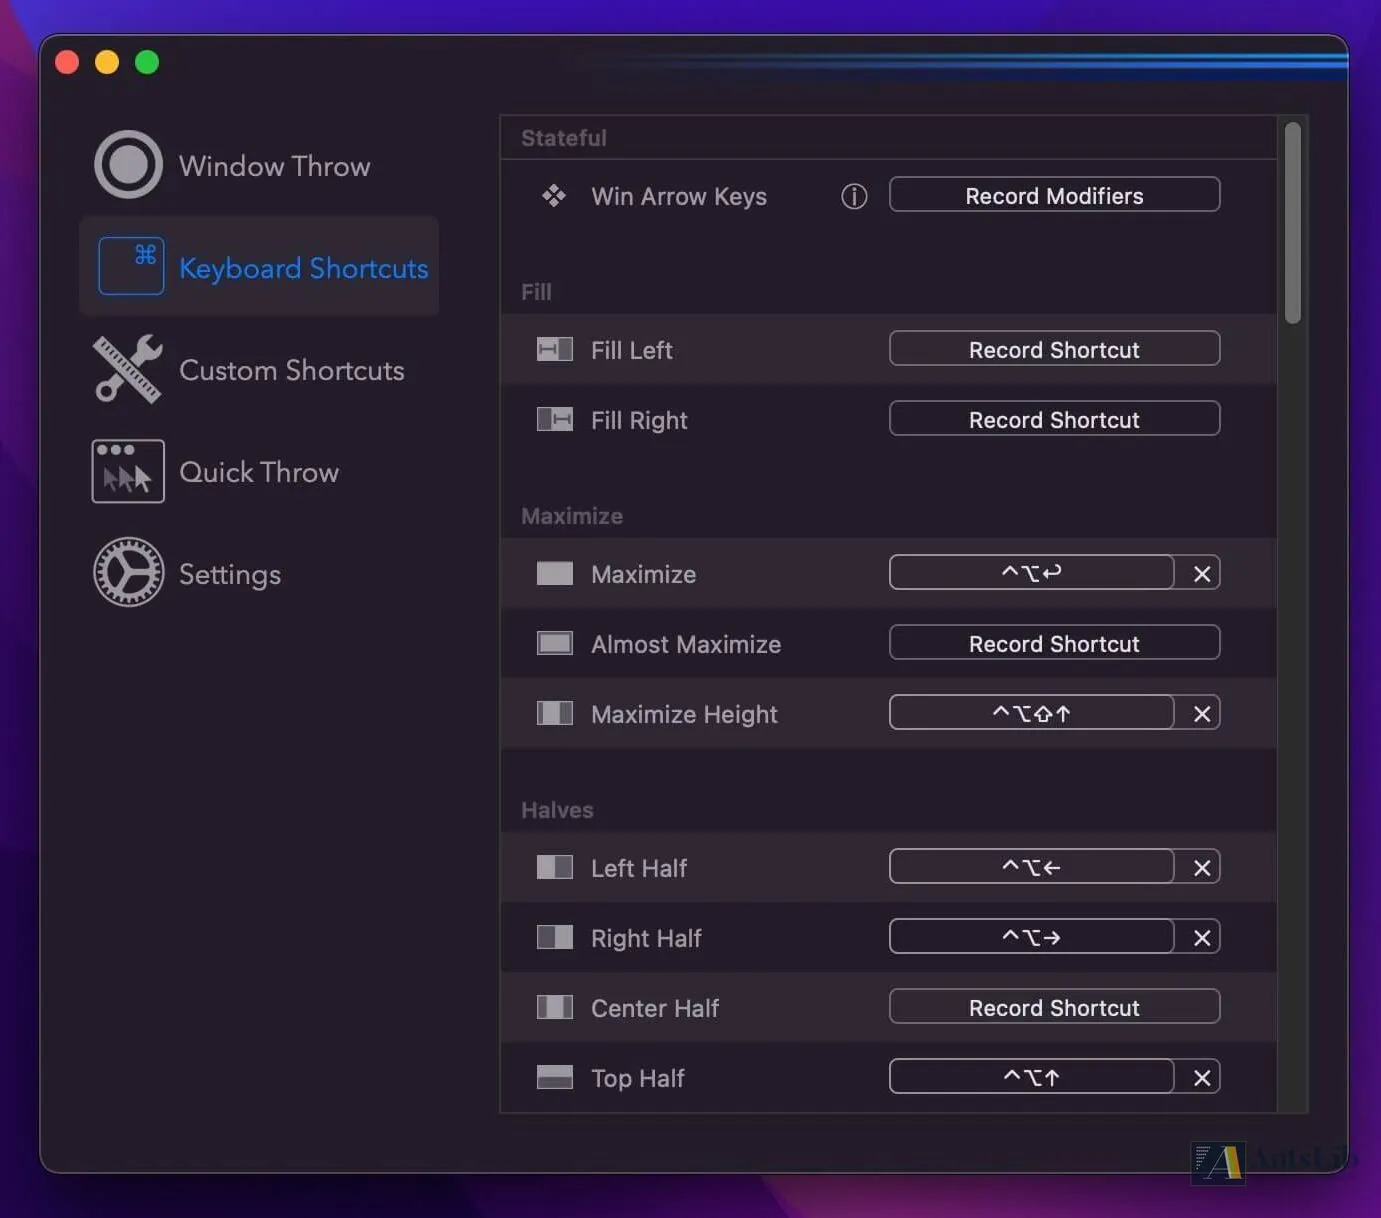 Window Throw
Keyboard Shortcuts
Custom Shortcuts
Quick Throw
Settings
Stateful
Win Arrow Keys Record Modifiers
Fill
Fill Left Record Shortcut
Fill Right Record Shortcut
Maximize
Maximize ^⌥↩
Almost Maximize Record Shortcut
Maximize Height ^⌥⇧↑
Halves
Left Half ^⌥←
Right Half ^⌥→
Center Half Record Shortcut
Top Half ^⌥↑